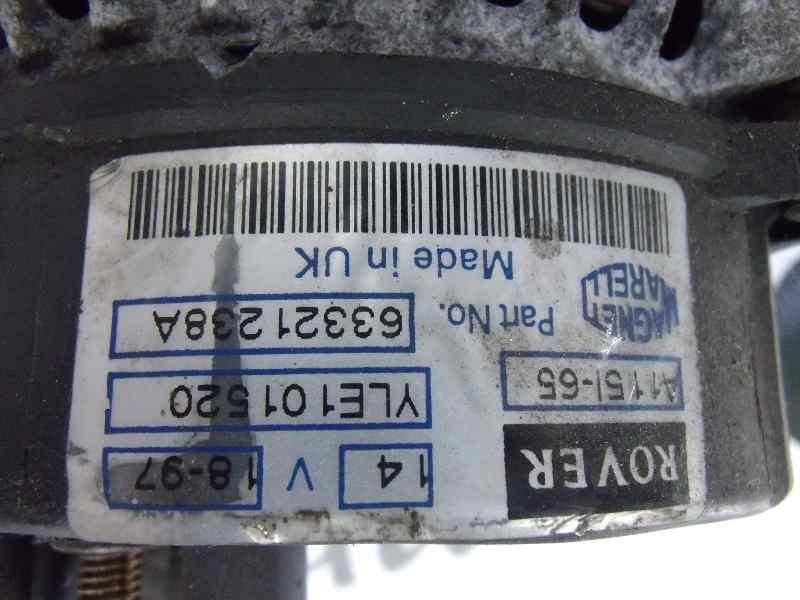 ROVER
14 V 18-97
YLE101520
A115I-65
Part No. 63321238A
MAGNETI
MARELLI
Made in UK